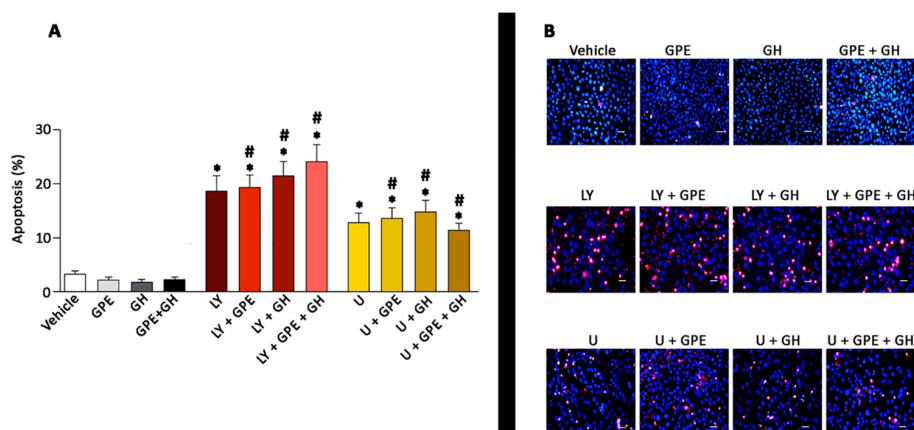 A
Apoptosis (%)
30
20
10
0
# # #
* * * *
# # #
* * * *
Vehicle
GPE
GH
GPE+GH
LY
LY + GPE
LY + GH
LY + GPE + GH
U
U + GPE
U + GH
U + GPE + GH
B
Vehicle GPE GH GPE + GH
LY LY + GPE LY + GH LY + GPE + GH
U U + GPE U + GH U + GPE + GH